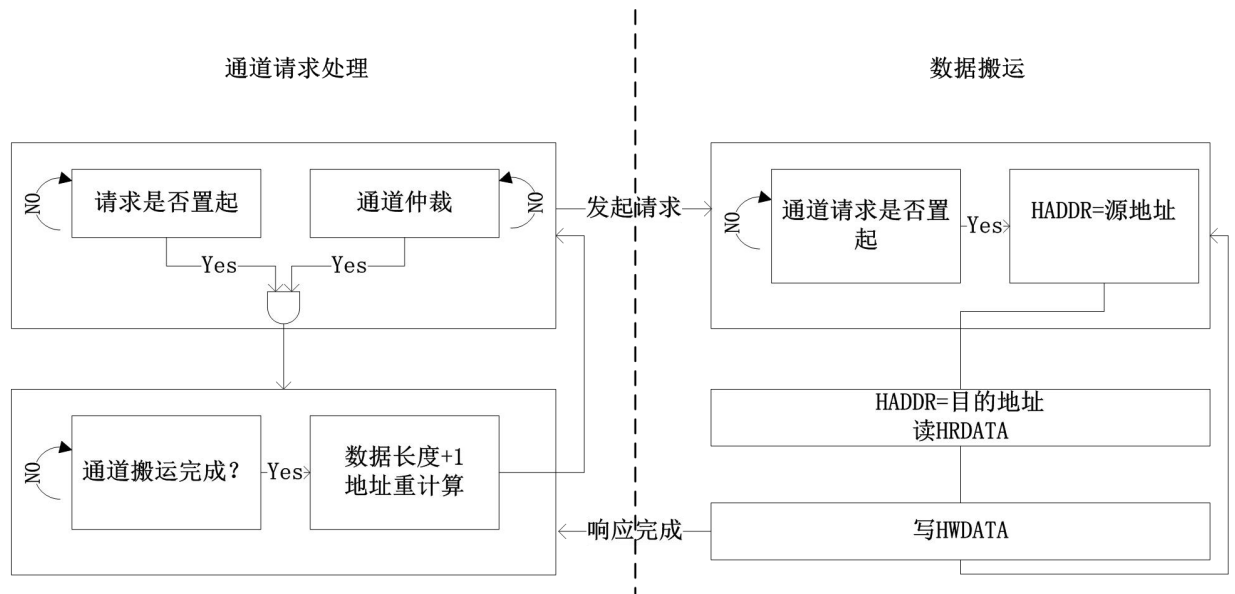 通道请求处理
数据搬运
请求是否置起
通道仲裁
NO
NO
Yes
Yes
发起请求
通道请求是否置
起
NO
Yes
HADDR=源地址
通道搬运完成？
NO
Yes
数据长度+1
地址重计算
HADDR=目的地址
读HRDATA
响应完成
写HWDATA